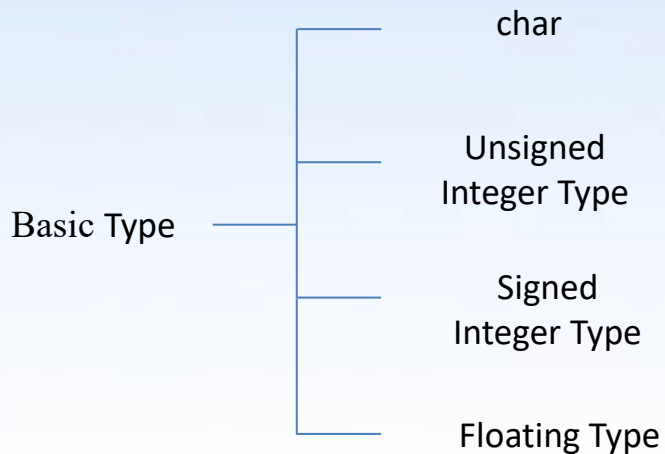 char
Unsigned
Integer Type
Basic Type
Signed
Integer Type
Floating Type